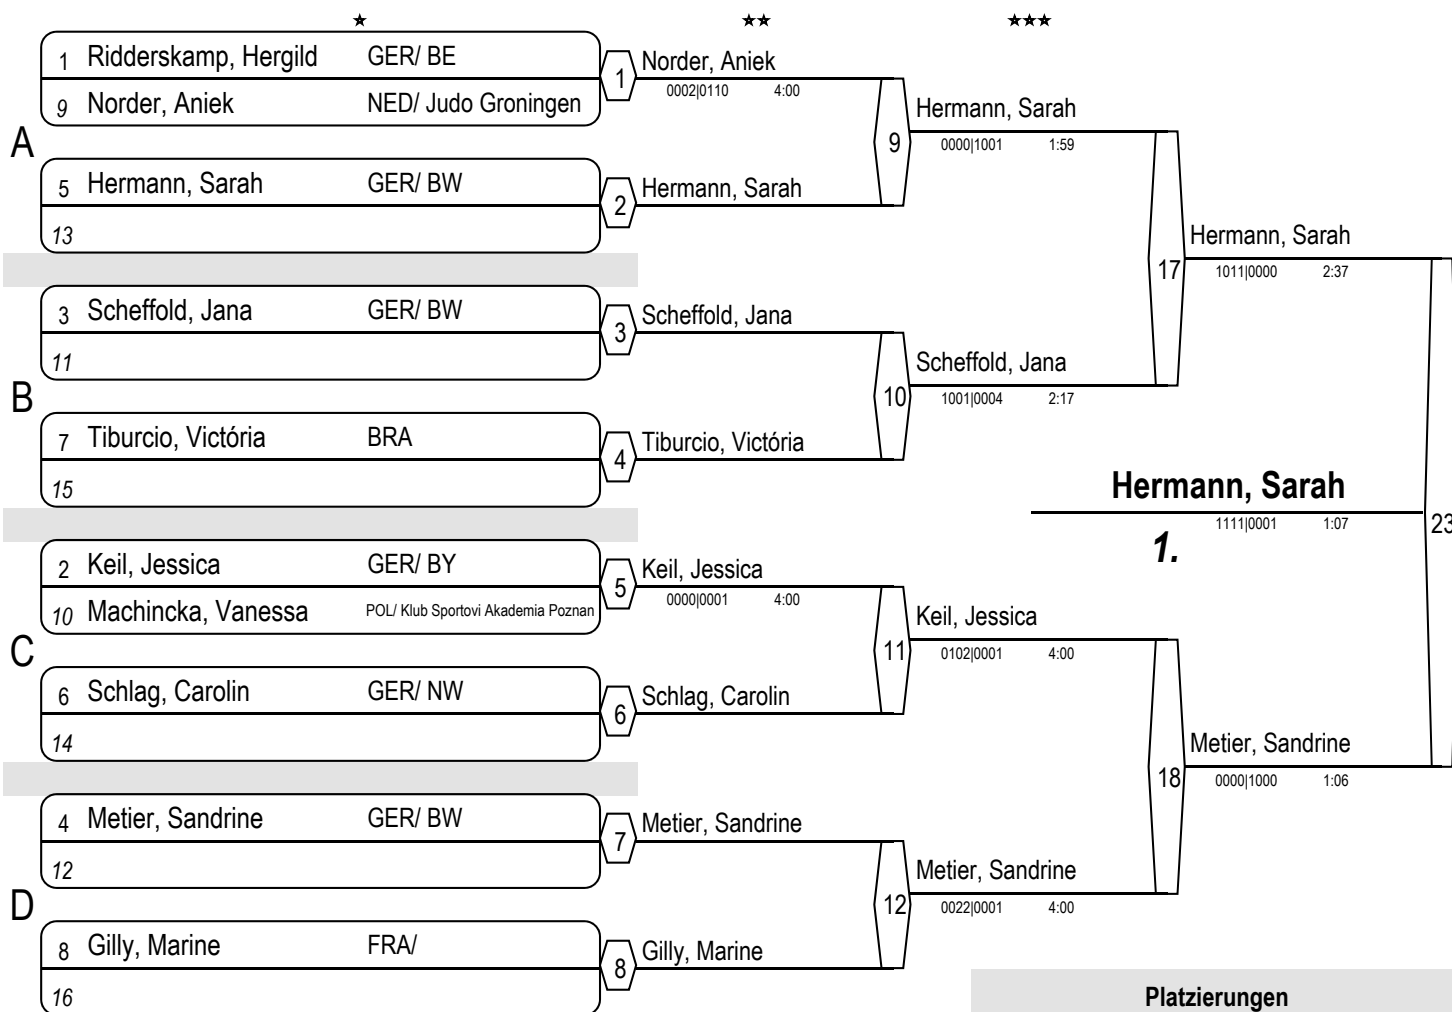 ★ ★★ ★★★
1 Ridderskamp, Hergild GER/ BE
9 Norder, Aniek NED/ Judo Groningen
A
5 Hermann, Sarah GER/ BW
13
3 Scheffold, Jana GER/ BW
11
B
7 Tiburcio, Victória BRA
15
2 Keil, Jessica GER/ BY
10 Machincka, Vanessa POL/ Klub Sportovi Akademia Poznan
C
6 Schlag, Carolin GER/ NW
14
4 Metier, Sandrine GER/ BW
12
D
8 Gilly, Marine FRA/
16
1 Norder, Aniek
0002|0110 4:00
2 Hermann, Sarah
3 Scheffold, Jana
4 Tiburcio, Victória
5 Keil, Jessica
0000|0001 4:00
6 Schlag, Carolin
7 Metier, Sandrine
8 Gilly, Marine
9 Hermann, Sarah
0000|1001 1:59
10 Scheffold, Jana
1001|0004 2:17
11 Keil, Jessica
0102|0001 4:00
12 Metier, Sandrine
0022|0001 4:00
17 Hermann, Sarah
1011|0000 2:37
18 Metier, Sandrine
0000|1000 1:06
Hermann, Sarah
1111|0001 1:07
23
1.
Platzierungen